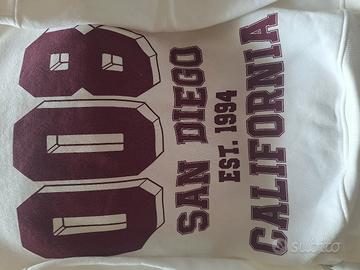 008
SAN DIEGO
EST. 1994
CALIFORNIA
subito